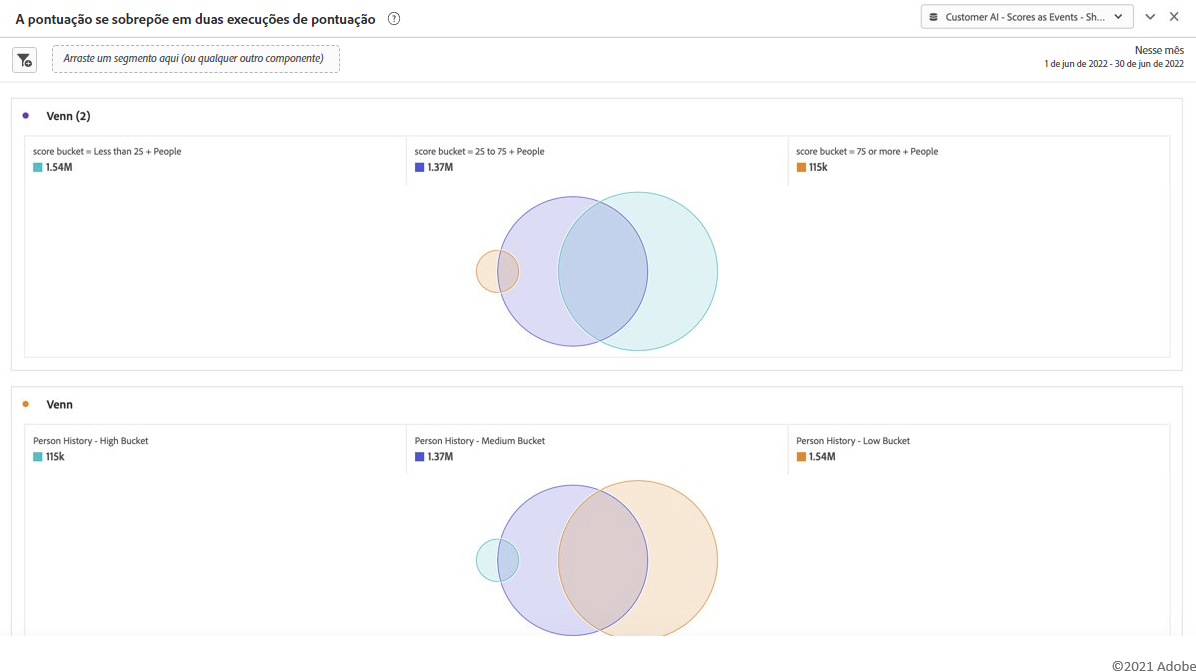 A pontuação se sobrepõe em duas execuções de pontuação ?
Customer AI - Scores as Events - Sh...
Arraste um segmento aqui (ou qualquer outro componente)
Nesse mês
1 de jun de 2022 - 30 de jun de 2022
Venn (2)
score bucket = Less than 25 + People
1.54M
score bucket = 25 to 75 + People
1.37M
score bucket = 75 or more + People
115k
Venn
Person History - High Bucket
115k
Person History - Medium Bucket
1.37M
Person History - Low Bucket
1.54M
©2021 Adobe